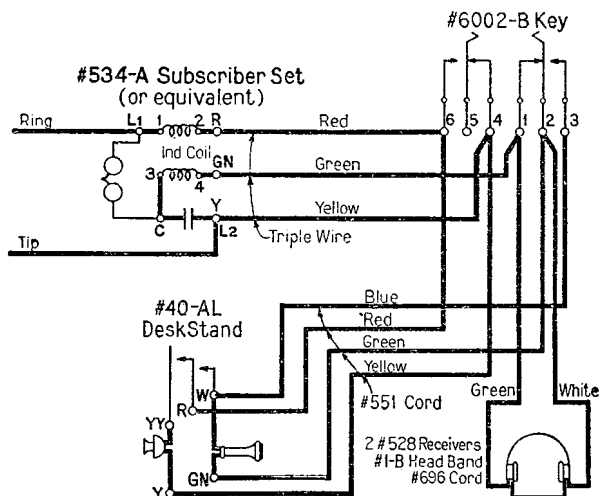 #6002-B Key
#534-A Subscriber Set
(or equivalent)
Ring
L1 1 2 R
Red
6 5 4 1 2 3
Ind Coil
GN
Green
3 4
Y
Yellow
C
L2
Triple Wire
Tip
Blue
#40-AL
Desk Stand
Red
Green
W
Yellow
R
#551 Cord
Green
White
YY
2 #528 Receivers
#1-B Head Band
#696 Cord
GN
Y